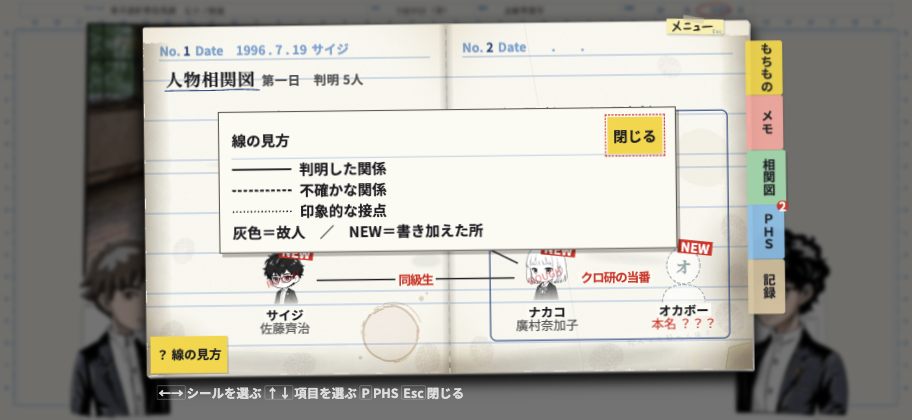 メニュー Esc
No. 1 Date 1996.7.19 サイジ
No. 2 Date . .
人物相関図 第一日 判明 5人
もちもの
メモ
相関図
PHS
2
記録
線の見方
閉じる
判明した関係
不確かな関係
印象的な接点
灰色=故人 / NEW=書き加えた所
NEW
NEW
NEW
同級生
クロ研の当番
オ
サイジ
佐藤齊治
ナカコ
廣村奈加子
オカボー
本名 ???
? 線の見方
←→ シールを選ぶ ↑↓ 項目を選ぶ P PHS Esc 閉じる